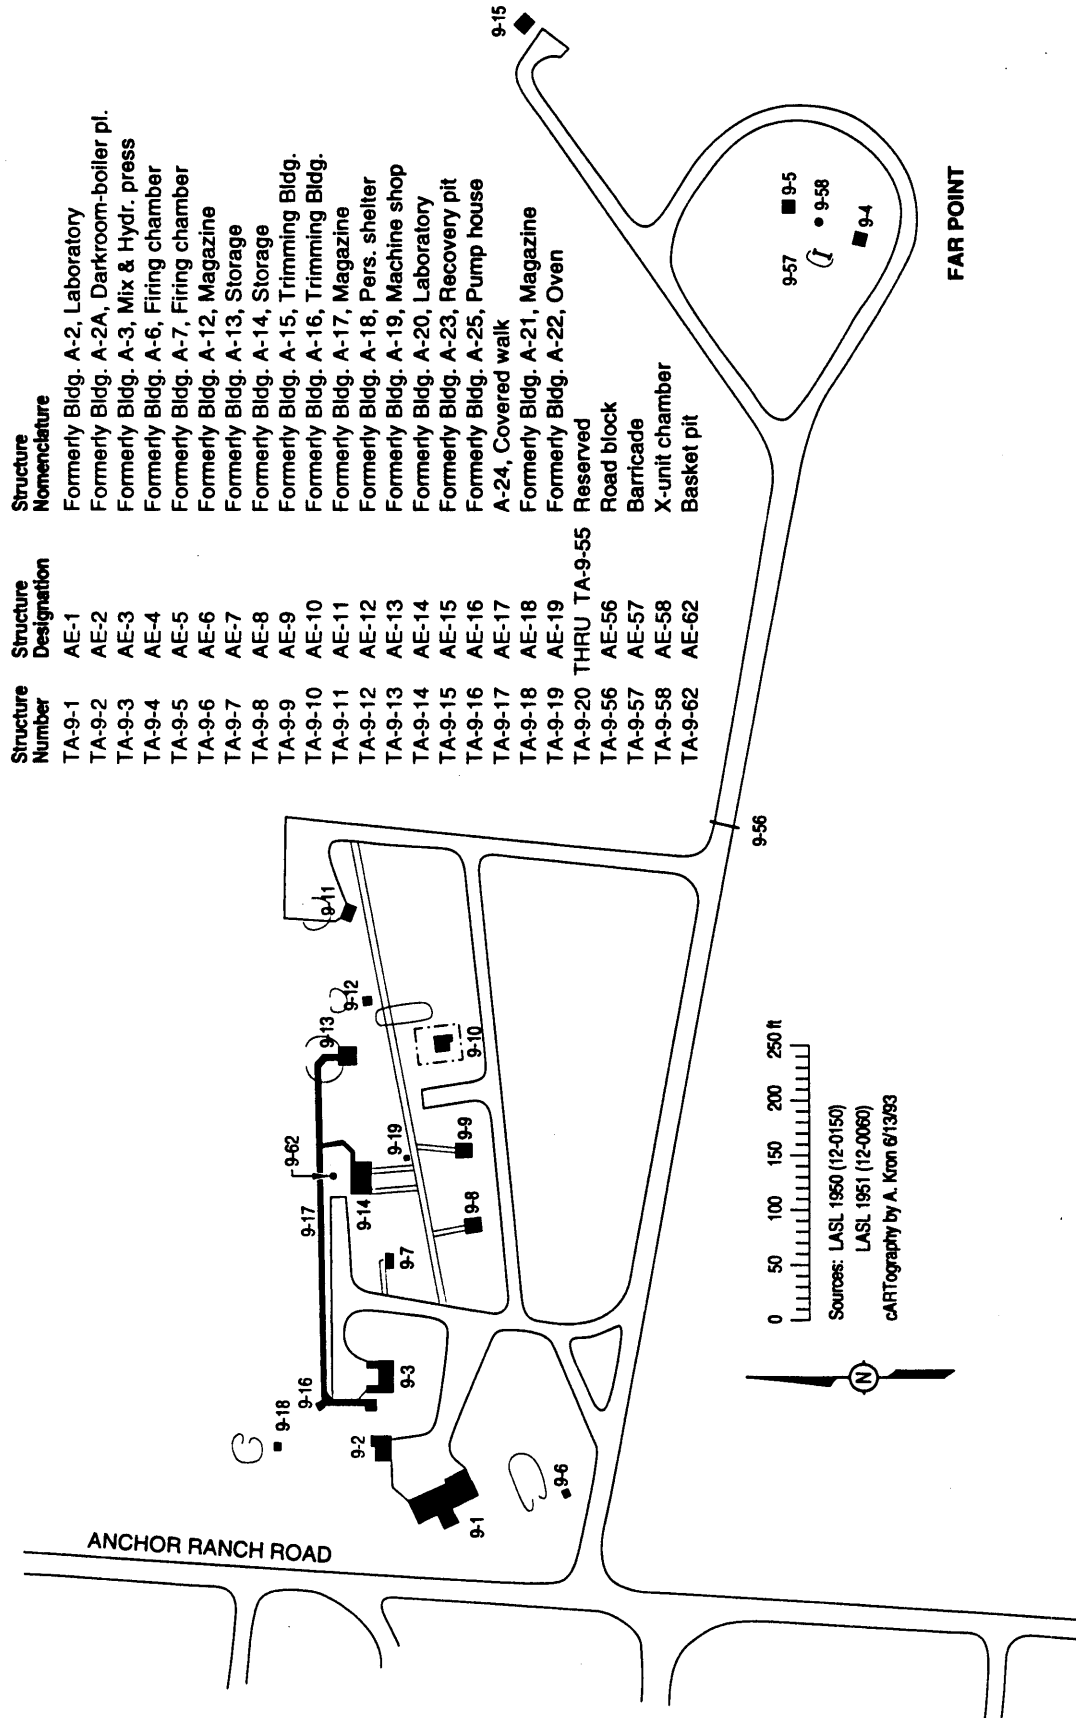 Structure Number Structure Designation Structure Nomenclature
TA-9-1 AE-1 Formerly Bldg. A-2, Laboratory
TA-9-2 AE-2 Formerly Bldg. A-2A, Darkroom-boiler pl.
TA-9-3 AE-3 Formerly Bldg. A-3, Mix & Hydr. press
TA-9-4 AE-4 Formerly Bldg. A-6, Firing chamber
TA-9-5 AE-5 Formerly Bldg. A-7, Firing chamber
TA-9-6 AE-6 Formerly Bldg. A-12, Magazine
TA-9-7 AE-7 Formerly Bldg. A-13, Storage
TA-9-8 AE-8 Formerly Bldg. A-14, Storage
TA-9-9 AE-9 Formerly Bldg. A-15, Trimming Bldg.
TA-9-10 AE-10 Formerly Bldg. A-16, Trimming Bldg.
TA-9-11 AE-11 Formerly Bldg. A-17, Magazine
TA-9-12 AE-12 Formerly Bldg. A-18, Pers. shelter
TA-9-13 AE-13 Formerly Bldg. A-19, Machine shop
TA-9-14 AE-14 Formerly Bldg. A-20, Laboratory
TA-9-15 AE-15 Formerly Bldg. A-23, Recovery pit
TA-9-16 AE-16 Formerly Bldg. A-25, Pump house
TA-9-17 AE-17 A-24, Covered walk
TA-9-18 AE-18 Formerly Bldg. A-21, Magazine
TA-9-19 AE-19 Formerly Bldg. A-22, Oven
TA-9-20 THRU TA-9-55 Reserved
TA-9-56 AE-56 Road block
TA-9-57 AE-57 Barricade
TA-9-58 AE-58 X-unit chamber
TA-9-62 AE-62 Basket pit
ANCHOR RANCH ROAD
9-18
9-16
9-17
9-62
9-13
9-12
9-11
9-15
9-2
9-3
9-14
9-7
9-19
9-1
9-8
9-9
9-10
9-6
9-56
9-57
9-5
9-58
9-4
FAR POINT
N
0 50 100 150 200 250 ft
Sources: LASL 1950 (12-0150)
LASL 1951 (12-0060)
cARTography by A. Kron 6/13/93